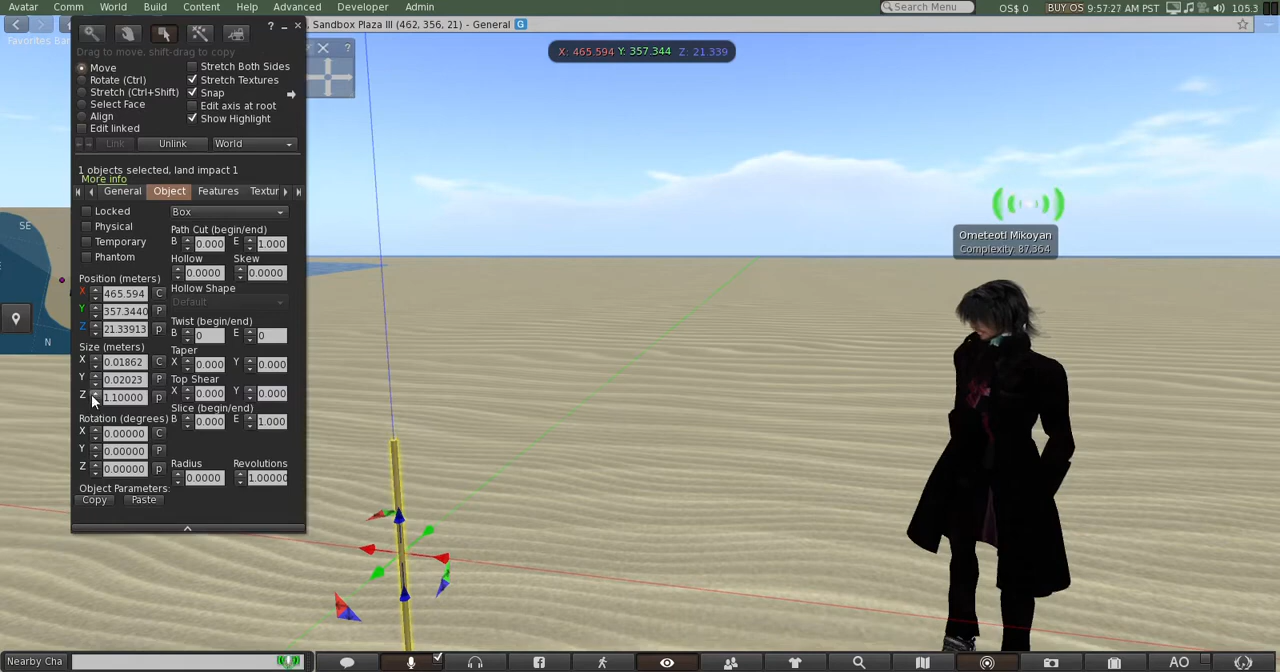 Avatar Comm World Build Content Help Advanced Developer Admin
Search Menu OS$ 0 BUY OS 9:57:27 AM PST 105.3
Sandbox Plaza III (462, 356, 21) - General G
Favorites Bar
? _ ×
Drag to move, shift-drag to copy
Move
Rotate (Ctrl)
Stretch (Ctrl+Shift)
Select Face
Align
Edit linked
Stretch Both Sides
Stretch Textures
Snap
Edit axis at root
Show Highlight
Link Unlink World
1 objects selected, land impact 1
More info
General Object Features Textur
Locked
Physical
Temporary
Phantom
Position (meters)
X 465.594 C
Y 357.3440 P
Z 21.33913 p
Size (meters)
X 0.01862 C
Y 0.02023 P
Z 1.10000 p
Rotation (degrees)
X 0.00000 C
Y 0.00000 P
Z 0.00000 p
Object Parameters:
Copy Paste
Box
Path Cut (begin/end)
B 0.000 E 1.000
Hollow Skew
0.0000 0.0000
Hollow Shape
Default
Twist (begin/end)
B 0 E 0
Taper
X 0.000 Y 0.000
Top Shear
X 0.000 Y 0.000
Slice (begin/end)
B 0.000 E 1.000
Radius Revolutions
0.0000 1.00000
X: 465.594 Y: 357.344 Z: 21.339
?
SE
E
N
Ometeotl Mikoyan
Complexity: 87,364
Nearby Cha
AO